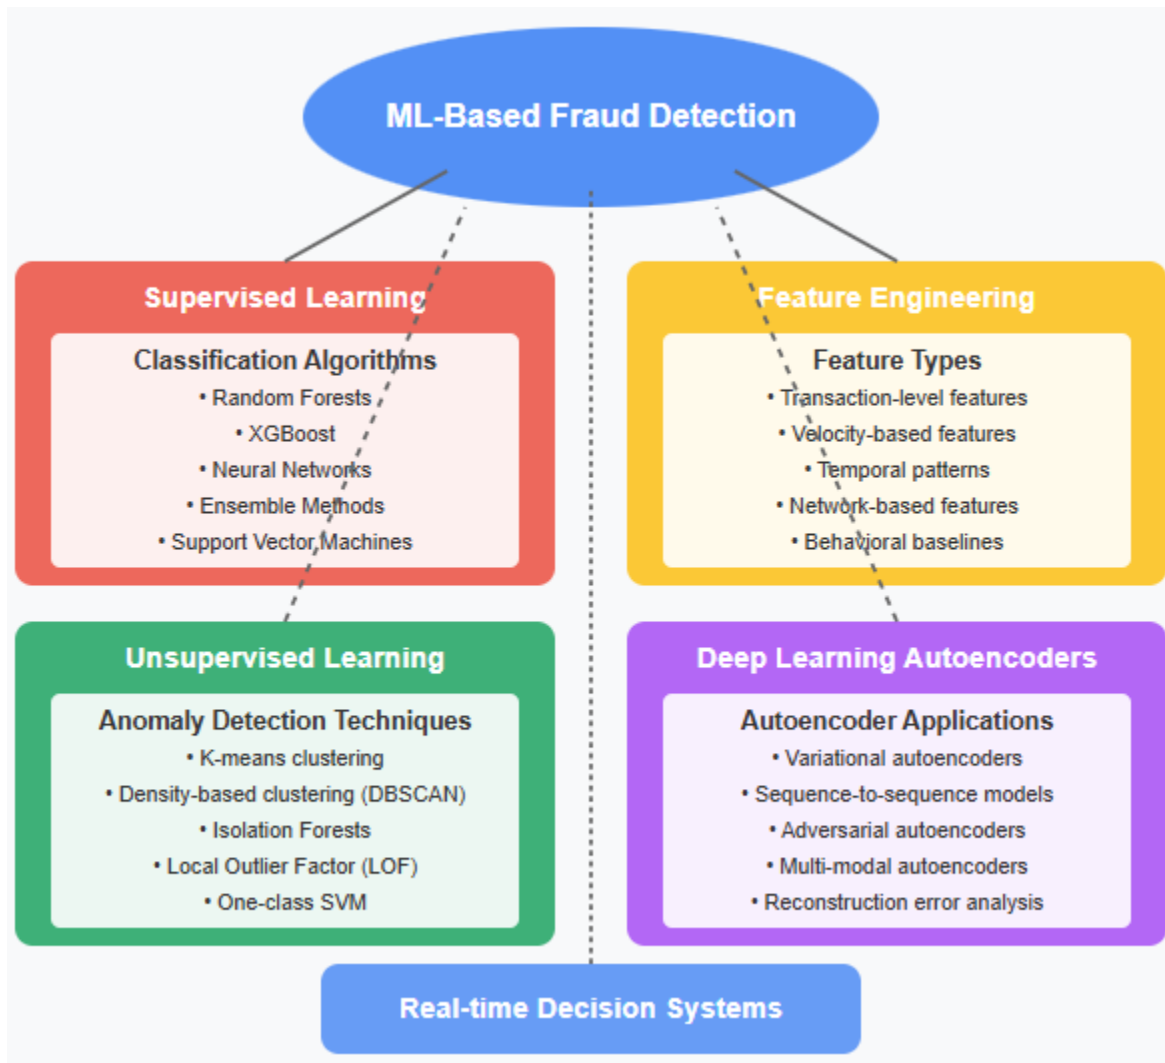 ML-Based Fraud Detection
Supervised Learning
Classification Algorithms
• Random Forests
• XGBoost
• Neural Networks
• Ensemble Methods
• Support Vector Machines
Feature Engineering
Feature Types
• Transaction-level features
• Velocity-based features
• Temporal patterns
• Network-based features
• Behavioral baselines
Unsupervised Learning
Anomaly Detection Techniques
• K-means clustering
• Density-based clustering (DBSCAN)
• Isolation Forests
• Local Outlier Factor (LOF)
• One-class SVM
Deep Learning Autoencoders
Autoencoder Applications
• Variational autoencoders
• Sequence-to-sequence models
• Adversarial autoencoders
• Multi-modal autoencoders
• Reconstruction error analysis
Real-time Decision Systems